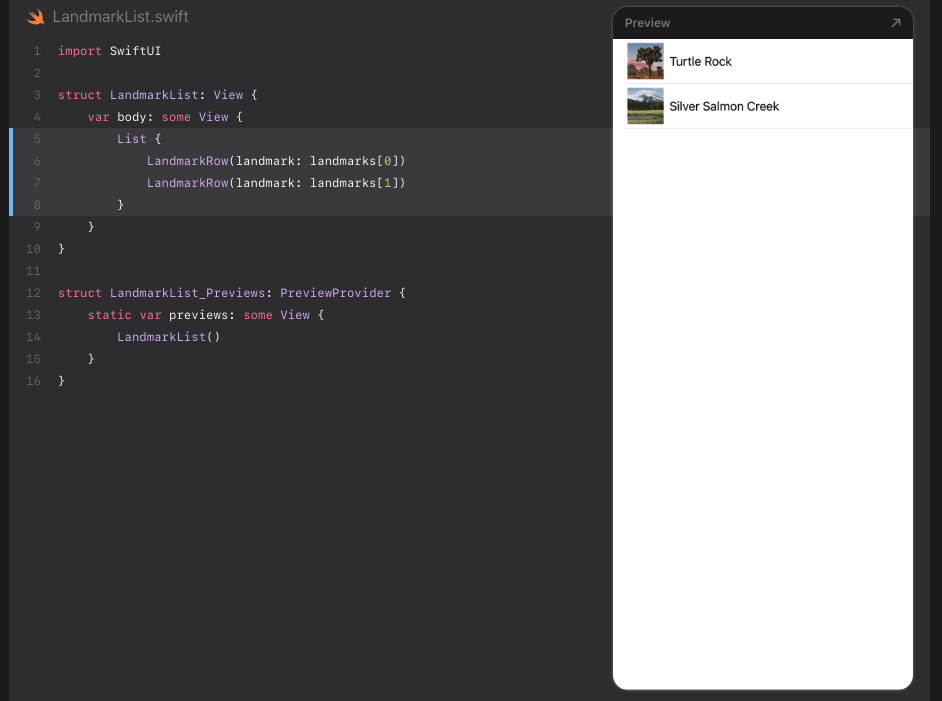 LandmarkList.swift
1 import SwiftUI
2
3 struct LandmarkList: View {
4     var body: some View {
5         List {
6             LandmarkRow(landmark: landmarks[0])
7             LandmarkRow(landmark: landmarks[1])
8         }
9     }
10 }
11
12 struct LandmarkList_Previews: PreviewProvider {
13     static var previews: some View {
14         LandmarkList()
15     }
16 }
Preview
Turtle Rock
Silver Salmon Creek